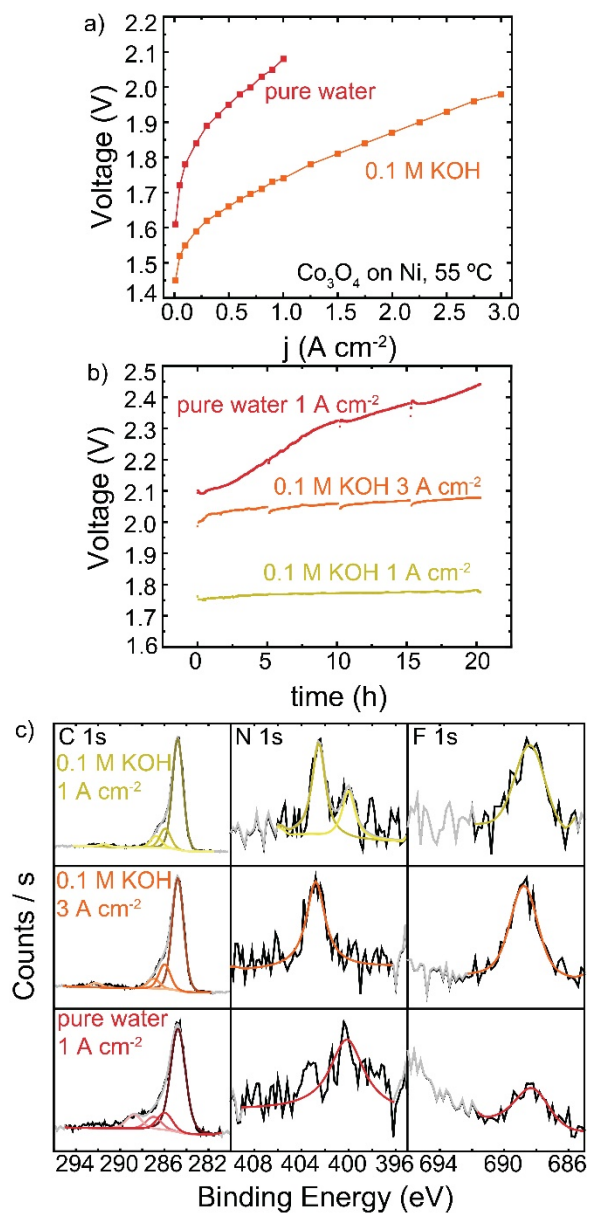 a)
2.1
2.0
1.9
1.8
1.7
1.6
1.5
1.4
Voltage (V)
pure water
0.1 M KOH
Co₃O₄ on Ni, 55 ºC
0.0 0.5 1.0 1.5 2.0 2.5 3.0
j (A cm⁻²)
b)
2.5
2.4
2.3
2.2
2.1
2.0
1.9
1.8
1.7
1.6
Voltage (V)
pure water 1 A cm⁻²
0.1 M KOH 3 A cm⁻²
0.1 M KOH 1 A cm⁻²
0 5 10 15 20
time (h)
c)
C 1s N 1s F 1s
0.1 M KOH
1 A cm⁻²
0.1 M KOH
3 A cm⁻²
pure water
1 A cm⁻²
Counts / s
294 290 286 282 408 404 400 396 694 690 686
Binding Energy (eV)